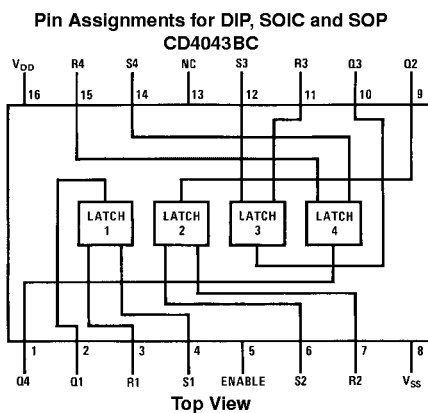 Pin Assignments for DIP, SOIC and SOP
CD4043BC
VDD R4 S4 NC S3 R3 Q3 Q2
16 15 14 13 12 11 10 9
LATCH 1 LATCH 2 LATCH 3 LATCH 4
1 2 3 4 5 6 7 8
Q4 Q1 R1 S1 ENABLE S2 R2 VSS
Top View